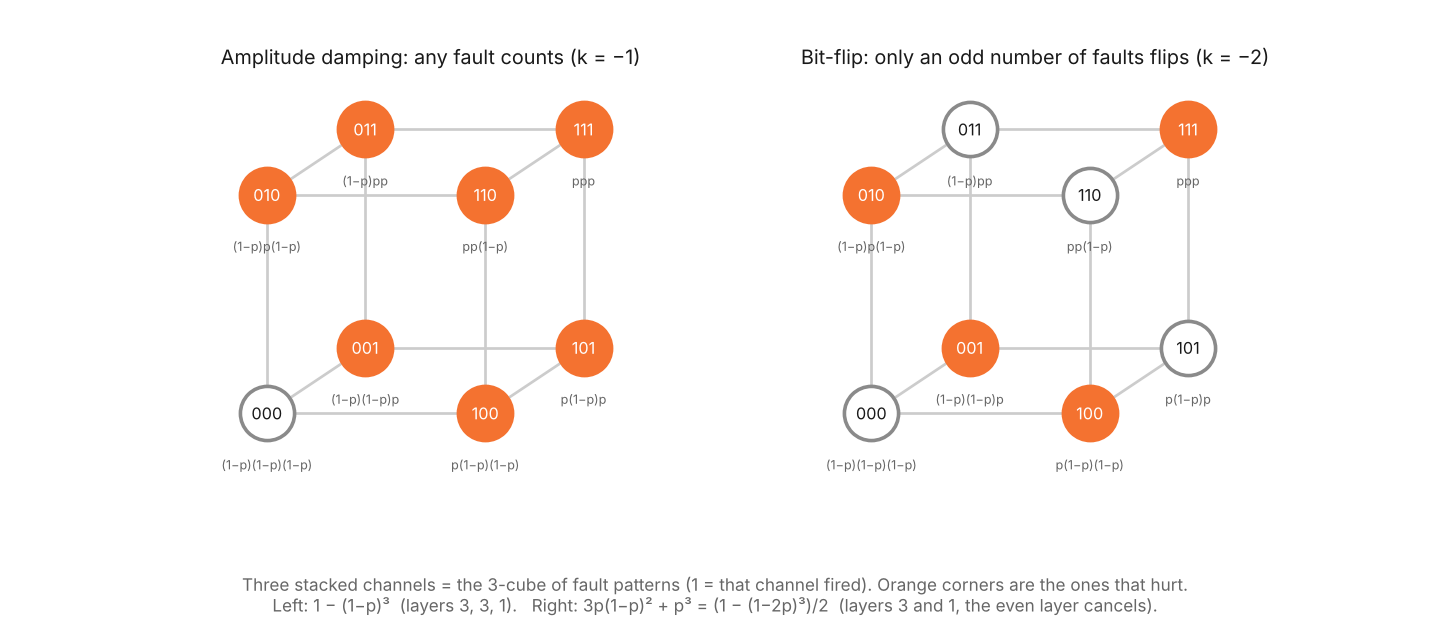 Amplitude damping: any fault counts (k = −1)
011
111
(1−p)pp
ppp
010
110
(1−p)p(1−p)
pp(1−p)
001
101
(1−p)(1−p)p
p(1−p)p
000
100
(1−p)(1−p)(1−p)
p(1−p)(1−p)
Bit-flip: only an odd number of faults flips (k = −2)
011
111
(1−p)pp
ppp
010
110
(1−p)p(1−p)
pp(1−p)
001
101
(1−p)(1−p)p
p(1−p)p
000
100
(1−p)(1−p)(1−p)
p(1−p)(1−p)
Three stacked channels = the 3-cube of fault patterns (1 = that channel fired). Orange corners are the ones that hurt.
Left: 1 − (1−p)³ (layers 3, 3, 1). Right: 3p(1−p)² + p³ = (1 − (1−2p)³)/2 (layers 3 and 1, the even layer cancels).